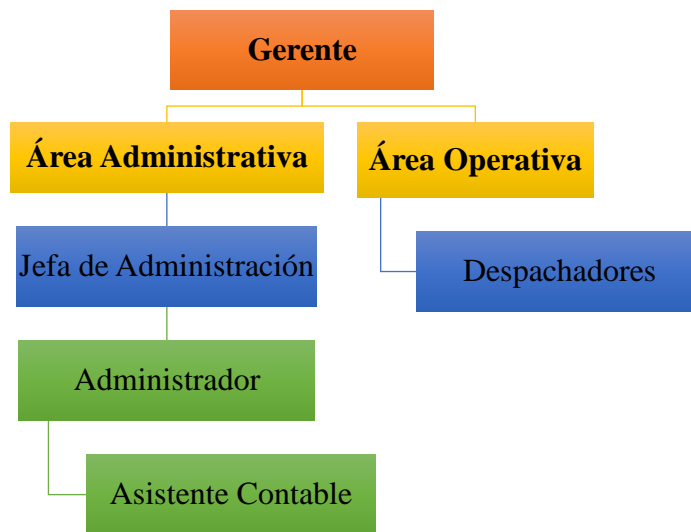 Gerente
Área Administrativa
Área Operativa
Jefa de Administración
Despachadores
Administrador
Asistente Contable